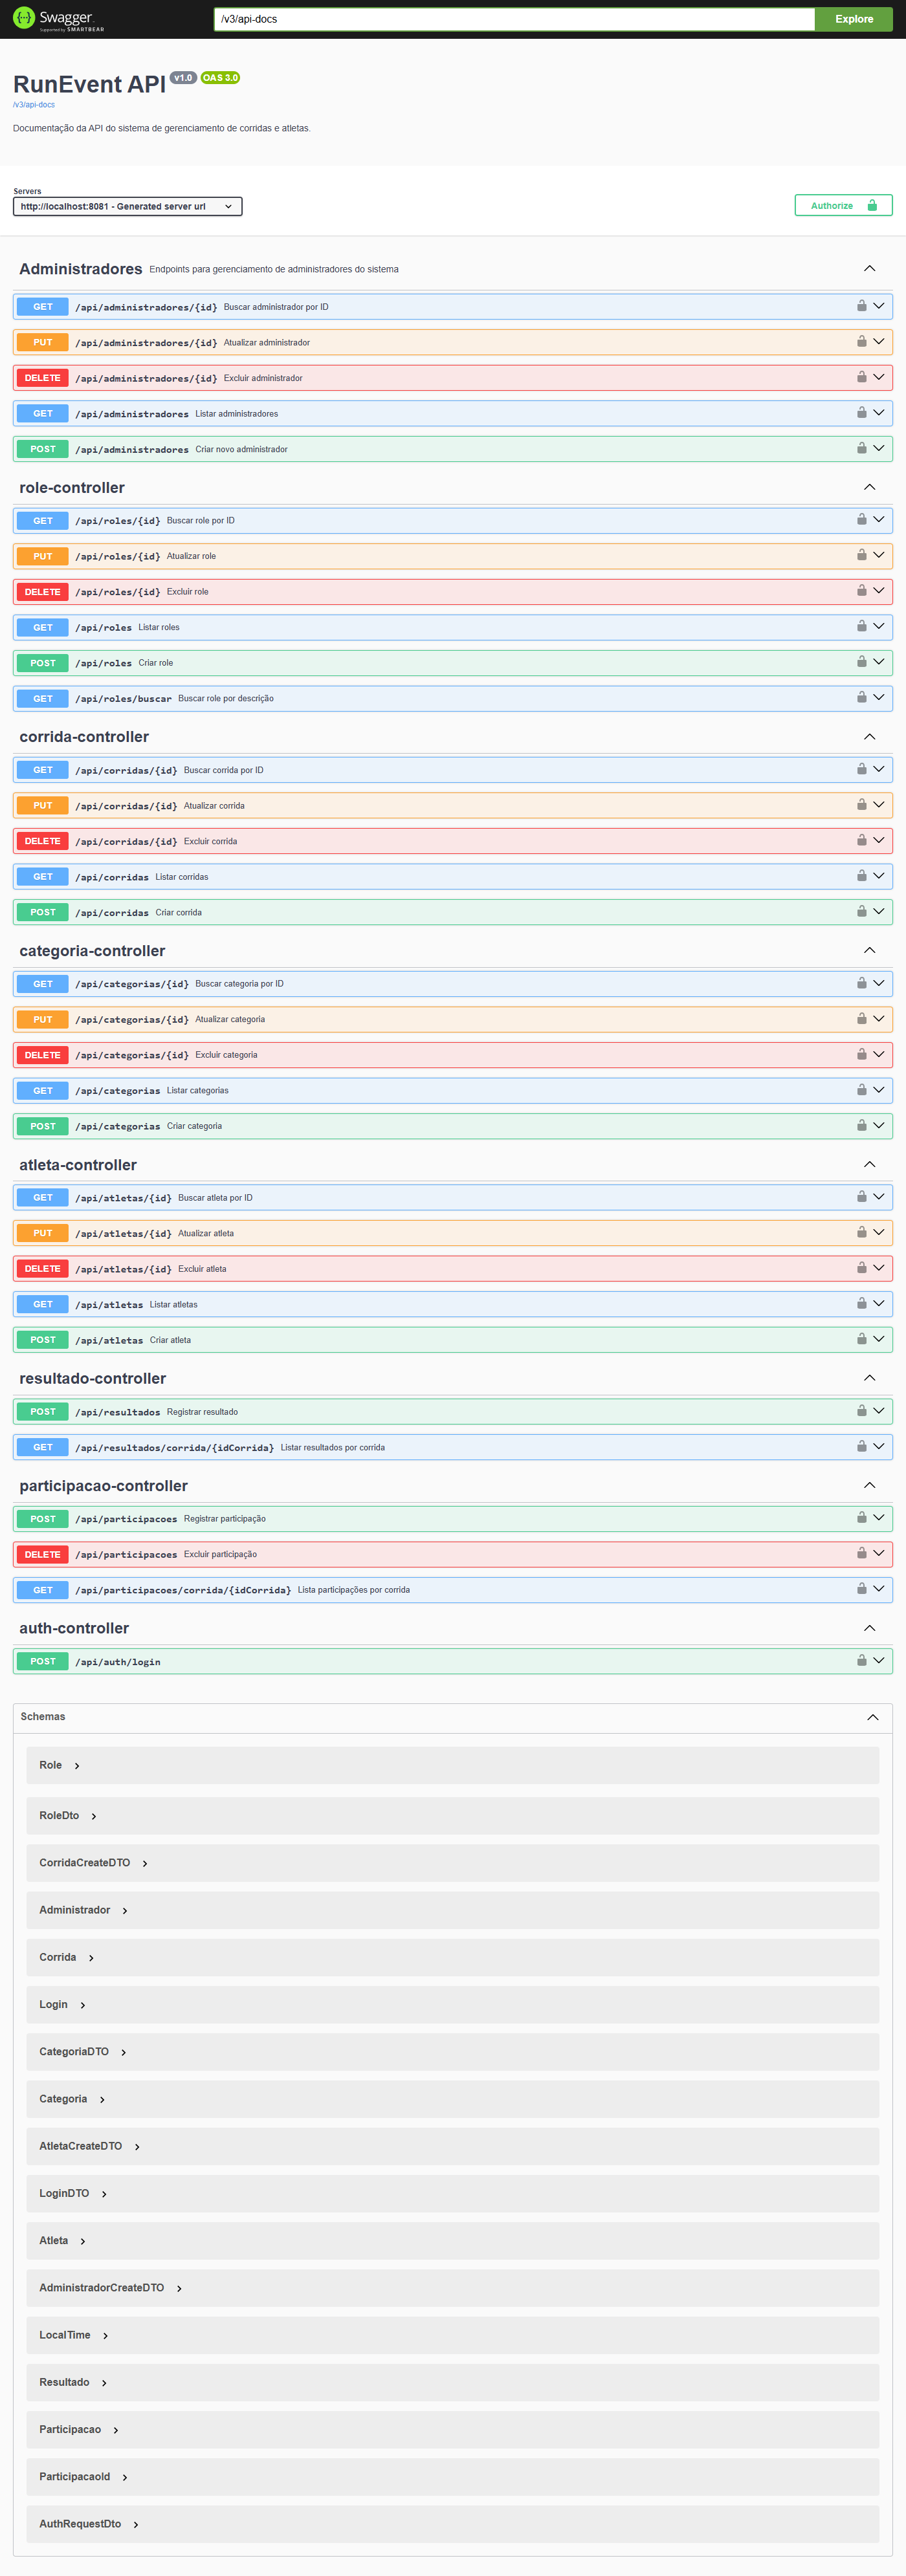 Swagger
Supported by SMARTBEAR
/v3/api-docs
Explore
RunEvent API v1.0 OAS 3.0
/v3/api-docs
Documentação da API do sistema de gerenciamento de corridas e atletas.
Servers
http://localhost:8081 - Generated server url
Authorize
Administradores Endpoints para gerenciamento de administradores do sistema
GET /api/administradores/{id} Buscar administrador por ID
PUT /api/administradores/{id} Atualizar administrador
DELETE /api/administradores/{id} Excluir administrador
GET /api/administradores Listar administradores
POST /api/administradores Criar novo administrador
role-controller
GET /api/roles/{id} Buscar role por ID
PUT /api/roles/{id} Atualizar role
DELETE /api/roles/{id} Excluir role
GET /api/roles Listar roles
POST /api/roles Criar role
GET /api/roles/buscar Buscar role por descrição
corrida-controller
GET /api/corridas/{id} Buscar corrida por ID
PUT /api/corridas/{id} Atualizar corrida
DELETE /api/corridas/{id} Excluir corrida
GET /api/corridas Listar corridas
POST /api/corridas Criar corrida
categoria-controller
GET /api/categorias/{id} Buscar categoria por ID
PUT /api/categorias/{id} Atualizar categoria
DELETE /api/categorias/{id} Excluir categoria
GET /api/categorias Listar categorias
POST /api/categorias Criar categoria
atleta-controller
GET /api/atletas/{id} Buscar atleta por ID
PUT /api/atletas/{id} Atualizar atleta
DELETE /api/atletas/{id} Excluir atleta
GET /api/atletas Listar atletas
POST /api/atletas Criar atleta
resultado-controller
POST /api/resultados Registrar resultado
GET /api/resultados/corrida/{idCorrida} Listar resultados por corrida
participacao-controller
POST /api/participacoes Registrar participação
DELETE /api/participacoes Excluir participação
GET /api/participacoes/corrida/{idCorrida} Lista participações por corrida
auth-controller
POST /api/auth/login
Schemas
Role
RoleDto
CorridaCreateDTO
Administrador
Corrida
Login
CategoriaDTO
Categoria
AtletaCreateDTO
LoginDTO
Atleta
AdministradorCreateDTO
LocalTime
Resultado
Participacao
ParticipacaoId
AuthRequestDto